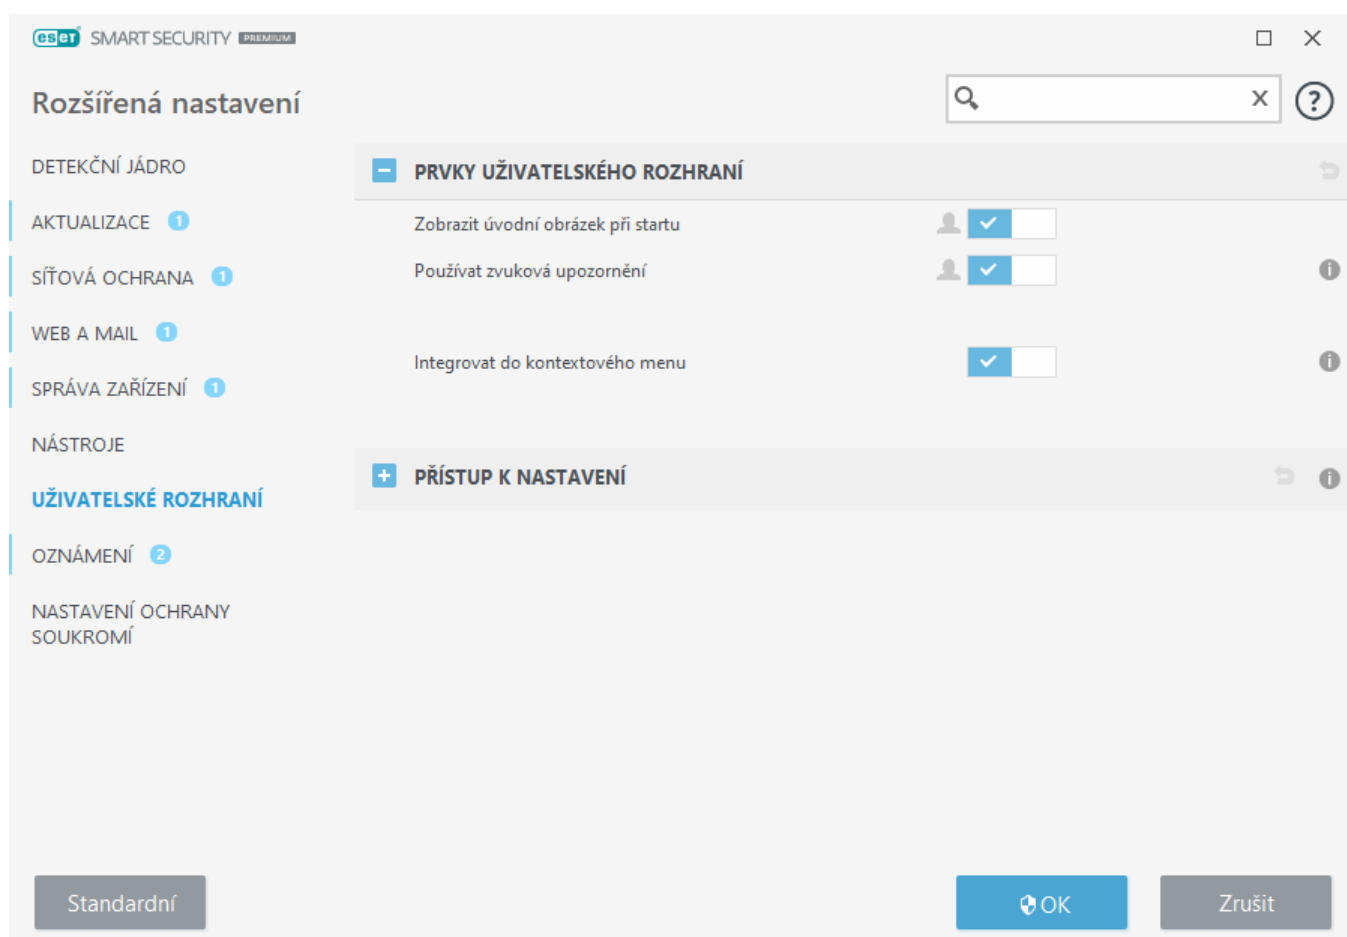 eseT SMART SECURITY PREMIUM
Rozšířená nastavení
x ?
DETEKČNÍ JÁDRO
AKTUALIZACE 1
SÍŤOVÁ OCHRANA 1
WEB A MAIL 1
SPRÁVA ZAŘÍZENÍ 1
NÁSTROJE
UŽIVATELSKÉ ROZHRANÍ
OZNÁMENÍ 2
NASTAVENÍ OCHRANY
SOUKROMÍ
PRVKY UŽIVATELSKÉHO ROZHRANÍ
Zobrazit úvodní obrázek při startu
Používat zvuková upozornění
i
Integrovat do kontextového menu
i
PŘÍSTUP K NASTAVENÍ
i
Standardní
OK
Zrušit